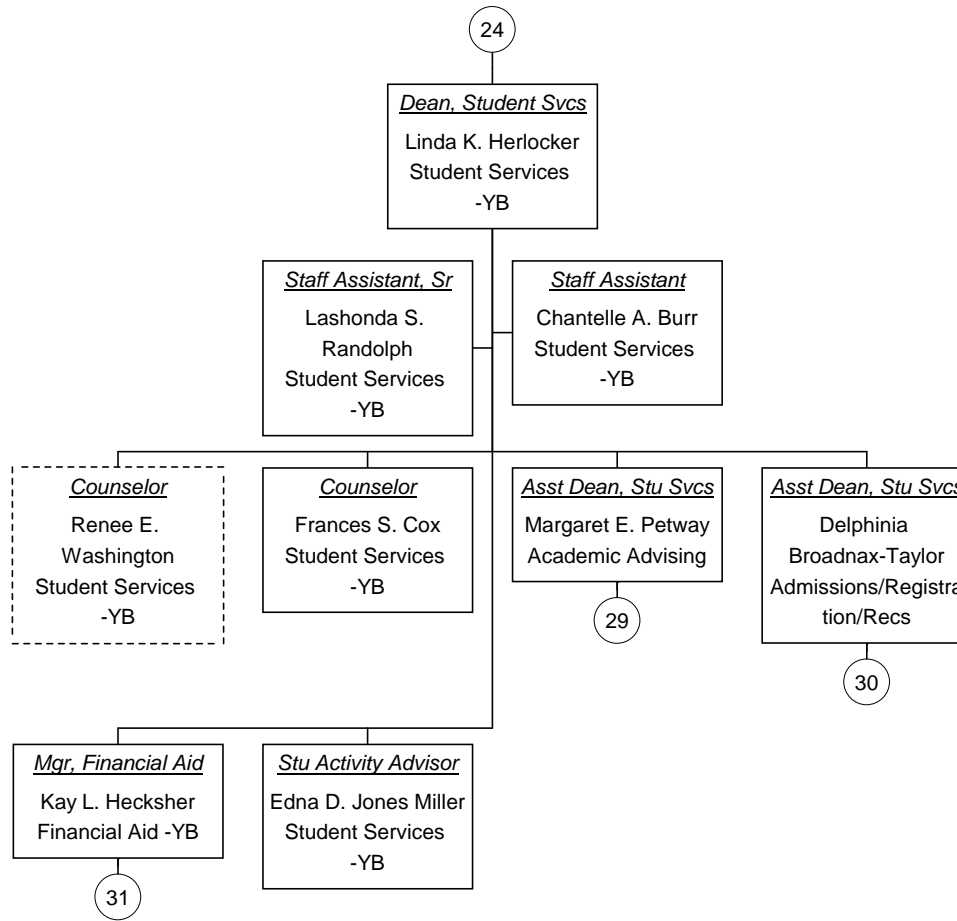 24
Dean, Student Svcs
Linda K. Herlocker
Student Services
-YB
Staff Assistant, Sr
Lashonda S.
Randolph
Student Services
-YB
Staff Assistant
Chantelle A. Burr
Student Services
-YB
Counselor
Renee E.
Washington
Student Services
-YB
Counselor
Frances S. Cox
Student Services
-YB
Asst Dean, Stu Svcs
Margaret E. Petway
Academic Advising
29
Asst Dean, Stu Svcs
Delphinia
Broadnax-Taylor
Admissions/Registra
tion/Recs
30
Mgr, Financial Aid
Kay L. Hecksher
Financial Aid -YB
31
Stu Activity Advisor
Edna D. Jones Miller
Student Services
-YB